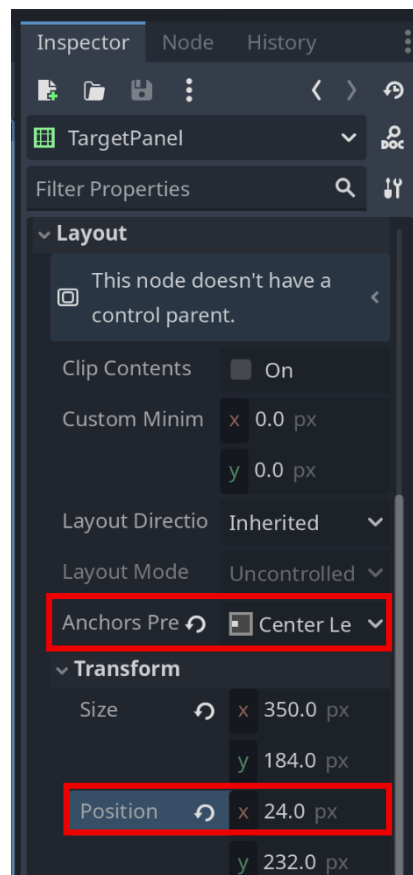 Inspector Node History
TargetPanel
DOC
Filter Properties
Layout
This node doesn't have a
control parent.
Clip Contents On
Custom Minim x 0.0 px
y 0.0 px
Layout Directio Inherited
Layout Mode Uncontrolled
Anchors Pre Center Le
Transform
Size x 350.0 px
y 184.0 px
Position x 24.0 px
y 232.0 px